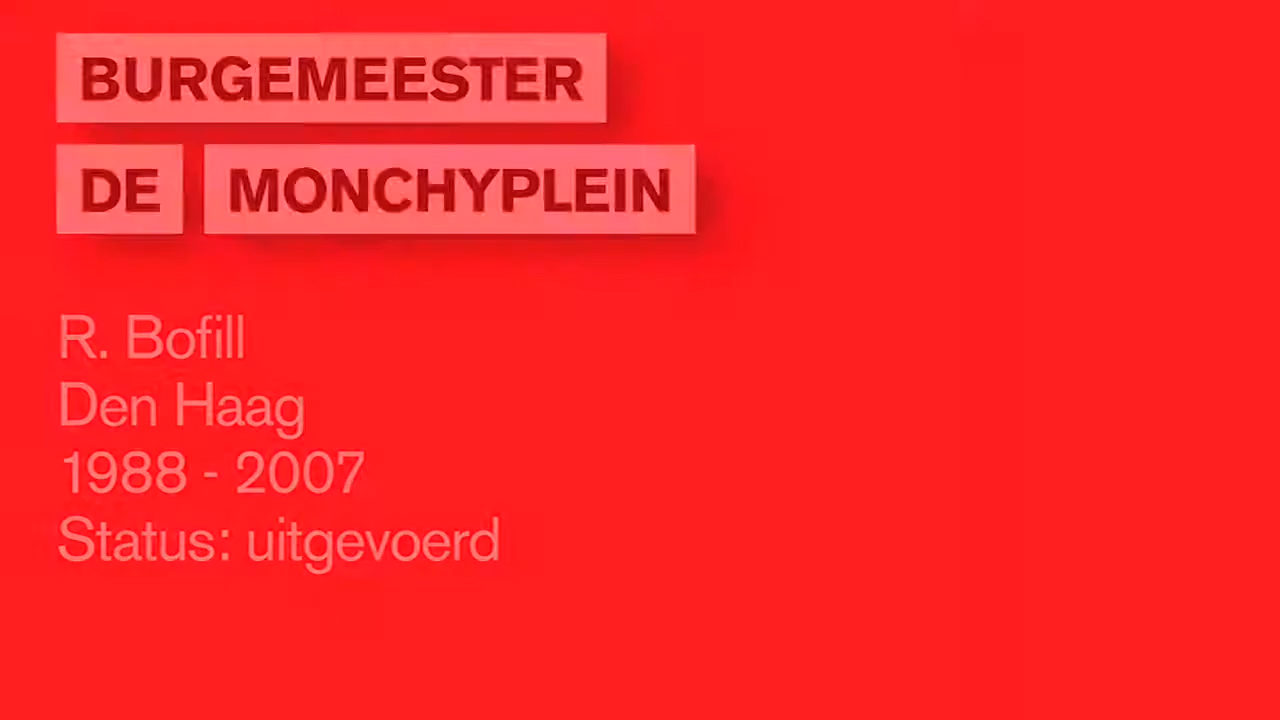 BURGEMEESTER
DE MONCHYPLEIN
R. Bofill
Den Haag
1988 - 2007
Status: uitgevoerd